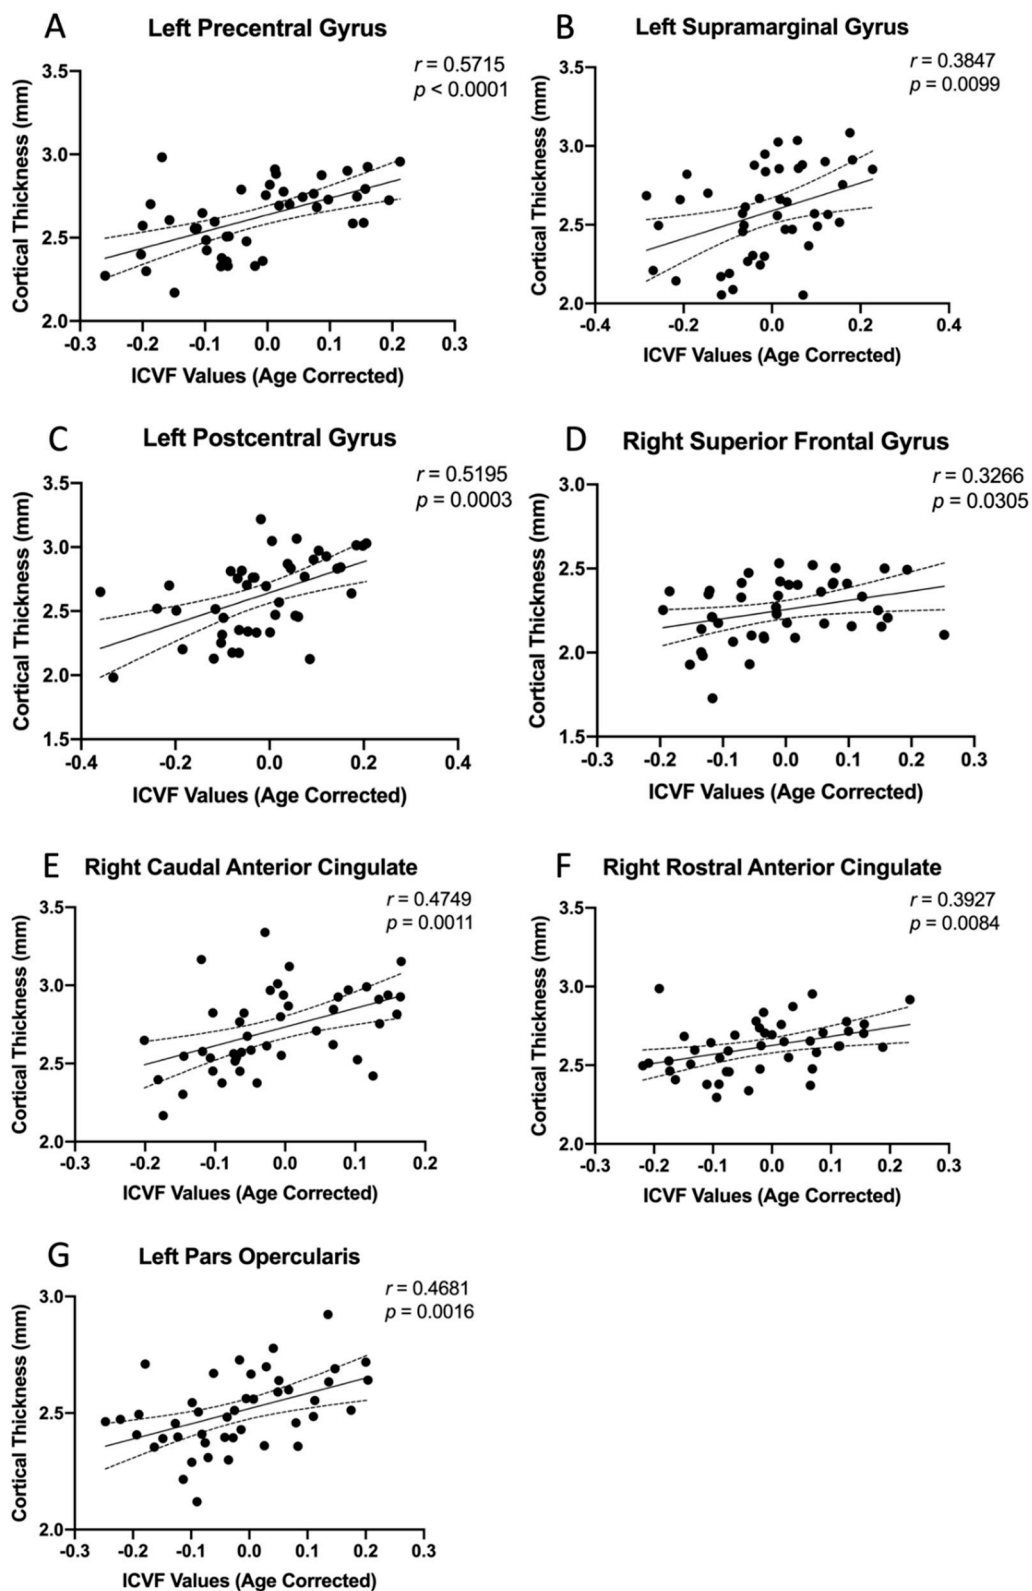 A
Left Precentral Gyrus
r = 0.5715
p < 0.0001
Cortical Thickness (mm)
3.5
3.0
2.5
2.0
-0.3 -0.2 -0.1 0.0 0.1 0.2 0.3
ICVF Values (Age Corrected)
B
Left Supramarginal Gyrus
r = 0.3847
p = 0.0099
Cortical Thickness (mm)
3.5
3.0
2.5
2.0
-0.4 -0.2 0.0 0.2 0.4
ICVF Values (Age Corrected)
C
Left Postcentral Gyrus
r = 0.5195
p = 0.0003
Cortical Thickness (mm)
3.5
3.0
2.5
2.0
1.5
-0.4 -0.2 0.0 0.2 0.4
ICVF Values (Age Corrected)
D
Right Superior Frontal Gyrus
r = 0.3266
p = 0.0305
Cortical Thickness (mm)
3.0
2.5
2.0
1.5
-0.3 -0.2 -0.1 0.0 0.1 0.2 0.3
ICVF Values (Age Corrected)
E
Right Caudal Anterior Cingulate
r = 0.4749
p = 0.0011
Cortical Thickness (mm)
3.5
3.0
2.5
2.0
-0.3 -0.2 -0.1 0.0 0.1 0.2
ICVF Values (Age Corrected)
F
Right Rostral Anterior Cingulate
r = 0.3927
p = 0.0084
Cortical Thickness (mm)
3.5
3.0
2.5
2.0
-0.3 -0.2 -0.1 0.0 0.1 0.2 0.3
ICVF Values (Age Corrected)
G
Left Pars Opercularis
r = 0.4681
p = 0.0016
Cortical Thickness (mm)
3.0
2.5
2.0
-0.3 -0.2 -0.1 0.0 0.1 0.2 0.3
ICVF Values (Age Corrected)